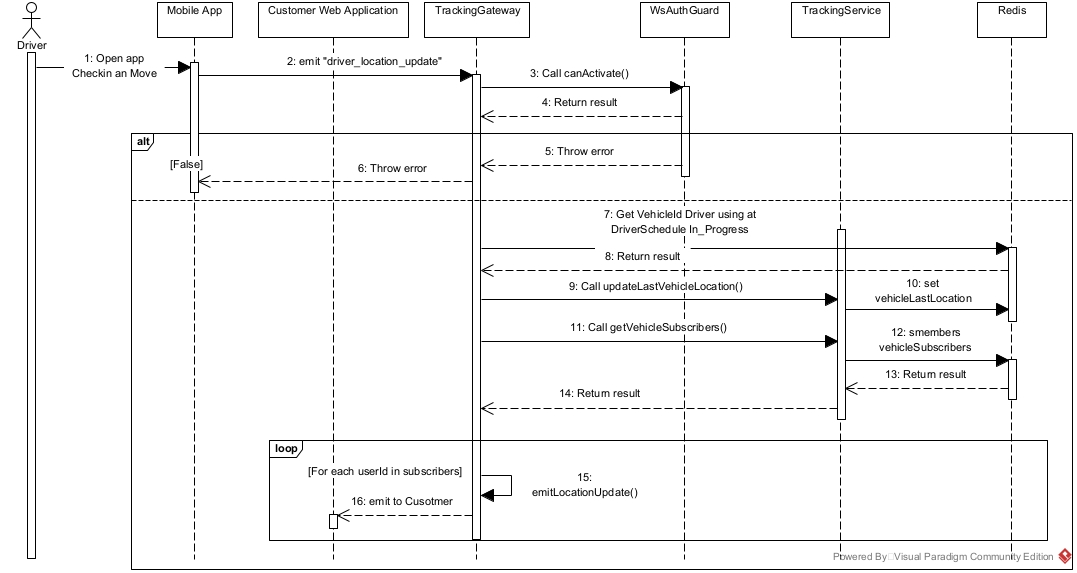 Mobile App
Customer Web Application
TrackingGateway
WsAuthGuard
TrackingService
Redis
Driver
1: Open app
Checkin an Move
2: emit "driver_location_update"
3: Call canActivate()
4: Return result
alt
5: Throw error
[False]
6: Throw error
7: Get VehicleId Driver using at
DriverSchedule In_Progress
8: Return result
9: Call updateLastVehicleLocation()
10: set
vehicleLastLocation
11: Call getVehicleSubscribers()
12: smembers
vehicleSubscribers
13: Return result
14: Return result
loop
[For each userId in subscribers]
15:
emitLocationUpdate()
16: emit to Cusotmer
Powered By Visual Paradigm Community Edition